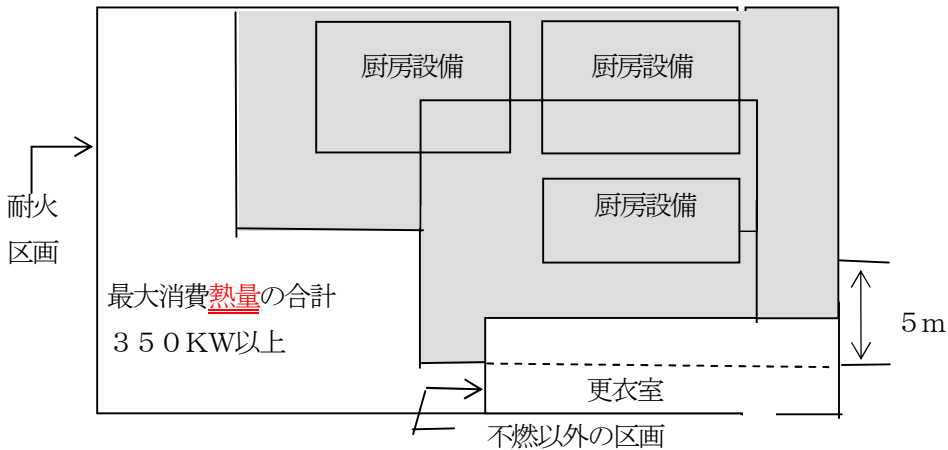 厨房設備
厨房設備
耐火
区画
厨房設備
最大消費熱量の合計
３５０KW以上
５ｍ
更衣室
不燃以外の区画